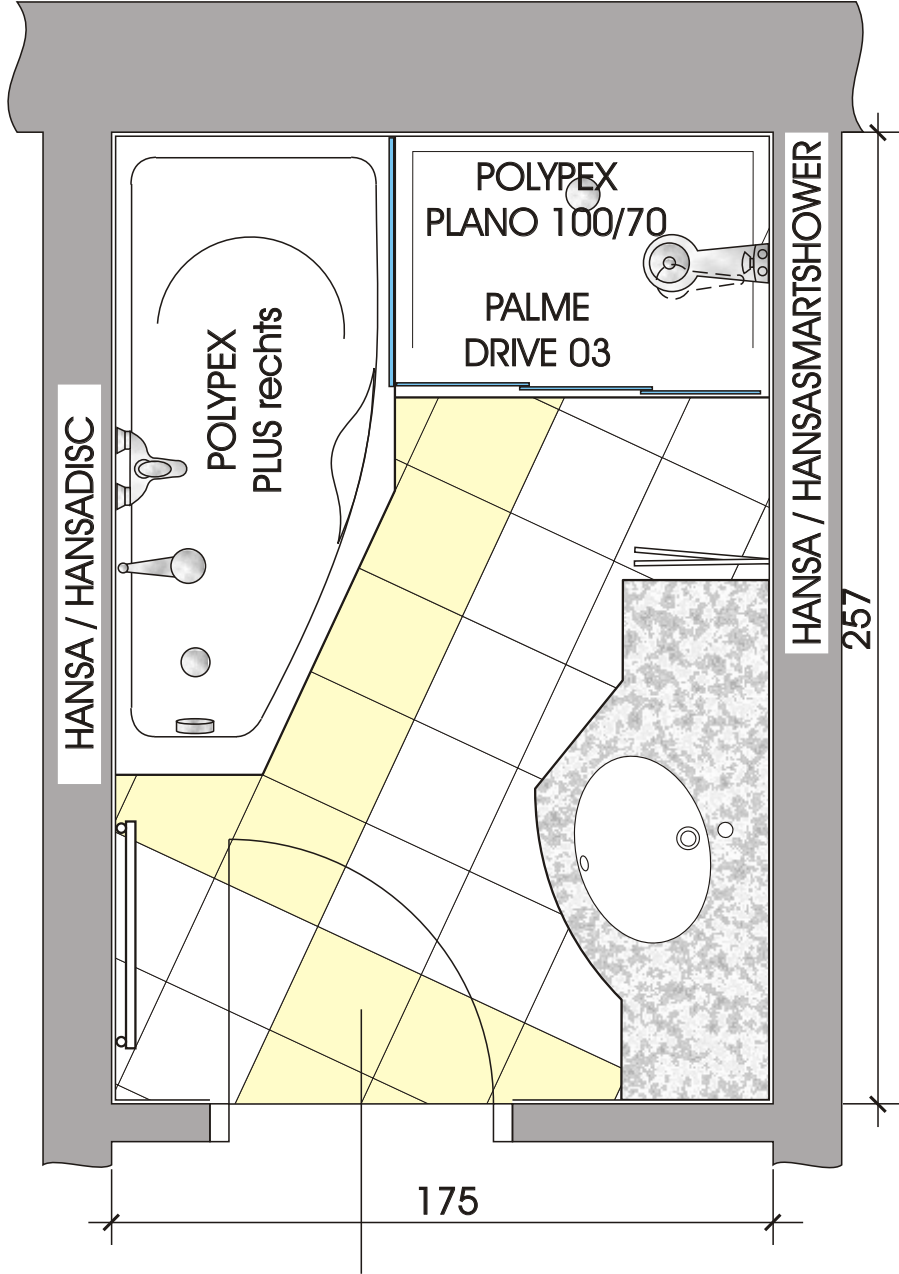 POLYPEX
PLANO 100/70
PALME
DRIVE 03
POLYPEX
PLUS rechts
HANSA / HANSADISC
HANSA / HANSASMARTSHOWER
257
175